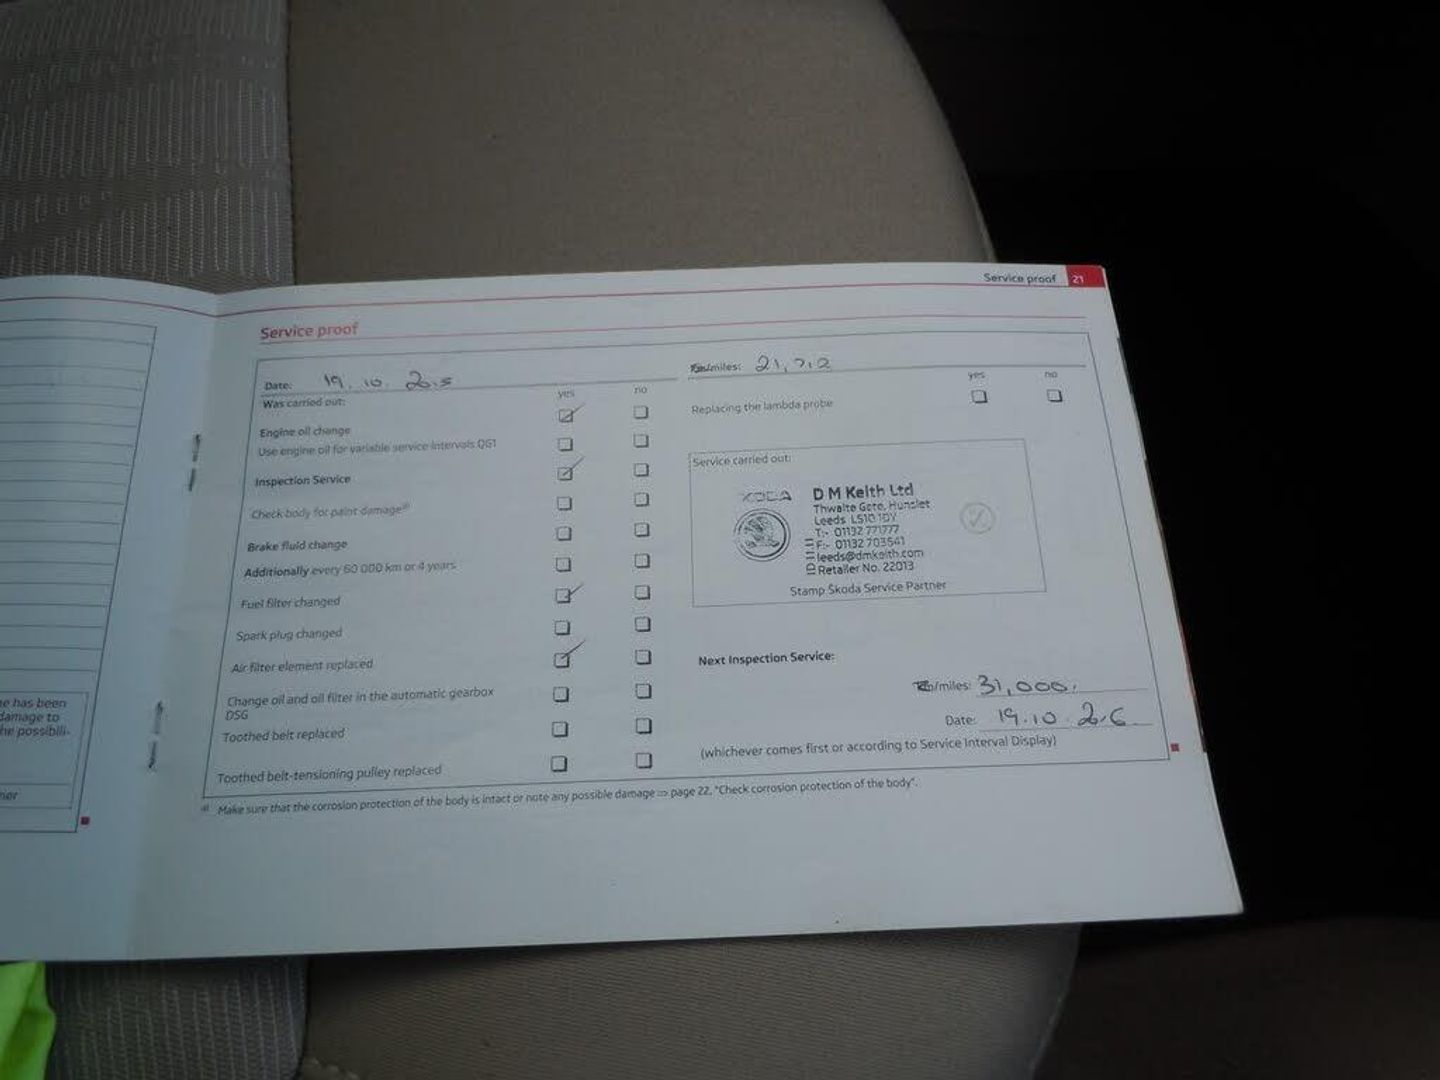 Service proof 21
Service proof
Date: 19. 10.
miles: 21,
yes no
yes no
Was carried out:
Replacing the lambda probe
Engine oil change
Use engine oil for variable service intervals QG1
Inspection Service
Check body for paint damage
Brake fluid change
Additionally every 60 000 km or 4 years
Fuel filter changed
Spark plug changed
Air filter element replaced
Change oil and oil filter in the automatic gearbox
DSG
Toothed belt replaced
Toothed belt-tensioning pulley replaced
Service carried out:
D M Keith Ltd
Thwaite Gate, Hunslet
Leeds LS10 1DY
T:- 01132 771777
F:- 01132 703641
leeds@dmkeith.com
Retailer No. 22013
Stamp Škoda Service Partner
Next Inspection Service:
/miles: 31,000.
Date: 19.10
(whichever comes first or according to Service Interval Display)
Make sure that the corrosion protection of the body is intact or note any possible damage ⇒ page 22, "Check corrosion protection of the body".
e has been
damage to
he possibili-